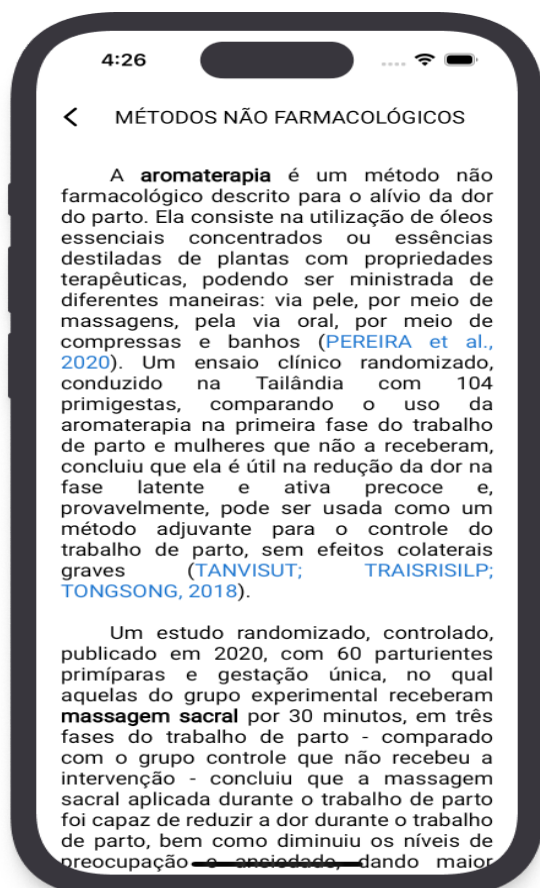 4:26
MÉTODOS NÃO FARMACOLÓGICOS
A aromaterapia é um método não
farmacológico descrito para o alívio da dor
do parto. Ela consiste na utilização de óleos
essenciais concentrados ou essências
destiladas de plantas com propriedades
terapêuticas, podendo ser ministrada de
diferentes maneiras: via pele, por meio de
massagens, pela via oral, por meio de
compressas e banhos (PEREIRA et al.,
2020). Um ensaio clínico randomizado,
conduzido na Tailândia com 104
primigestas, comparando o uso da
aromaterapia na primeira fase do trabalho
de parto e mulheres que não a receberam,
concluiu que ela é útil na redução da dor na
fase latente e ativa precoce e,
provavelmente, pode ser usada como um
método adjuvante para o controle do
trabalho de parto, sem efeitos colaterais
graves (TANVISUT; TRAISRISILP;
TONGSONG, 2018).
Um estudo randomizado, controlado,
publicado em 2020, com 60 parturientes
primíparas e gestação única, no qual
aquelas do grupo experimental receberam
massagem sacral por 30 minutos, em três
fases do trabalho de parto - comparado
com o grupo controle que não recebeu a
intervenção - concluiu que a massagem
sacral aplicada durante o trabalho de parto
foi capaz de reduzir a dor durante o trabalho
de parto, bem como diminuiu os níveis de
preocupação e ansiedade, dando maior